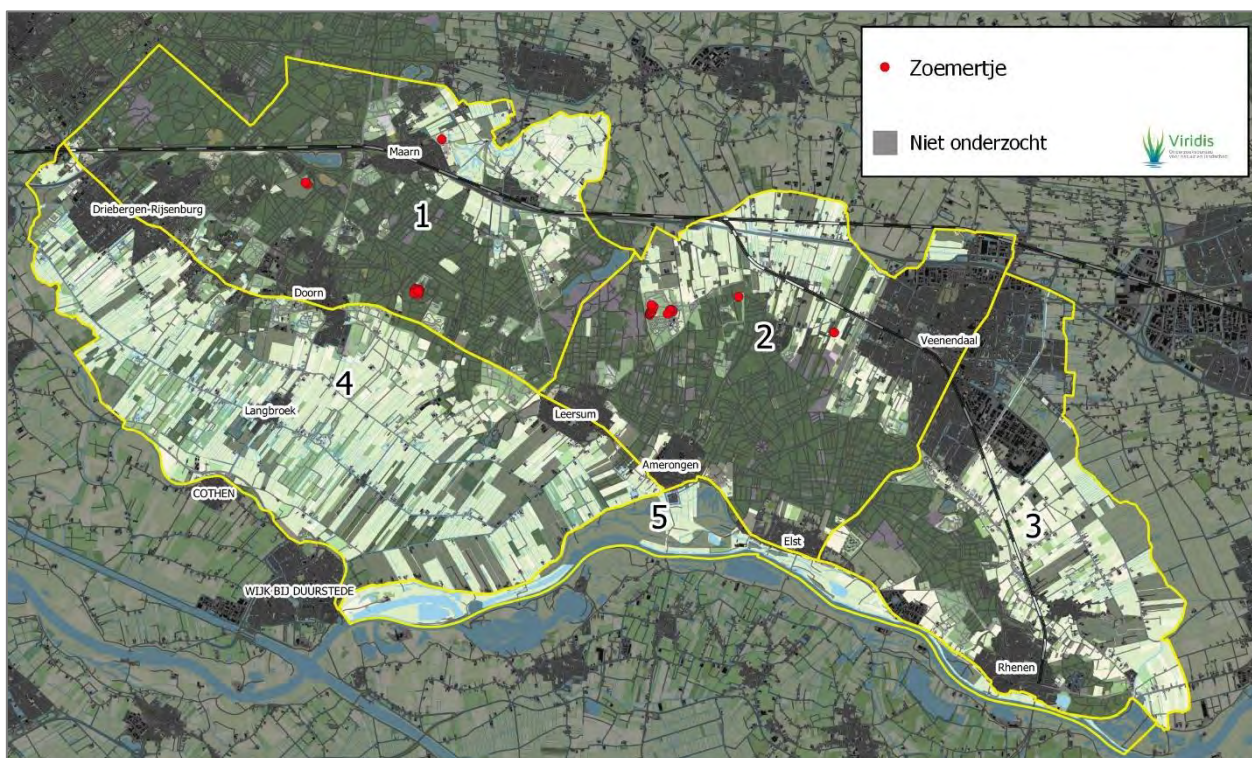 Zoemertje
Niet onderzocht
Viridis
Maarn
1
Driebergen-Rijsenburg
Doorn
2
Veenendaal
4
Langbroek
Leersum
Amerongen
COTHEN
5
3
Elst
WIJK BIJ DUURSTEDE
Rhenen